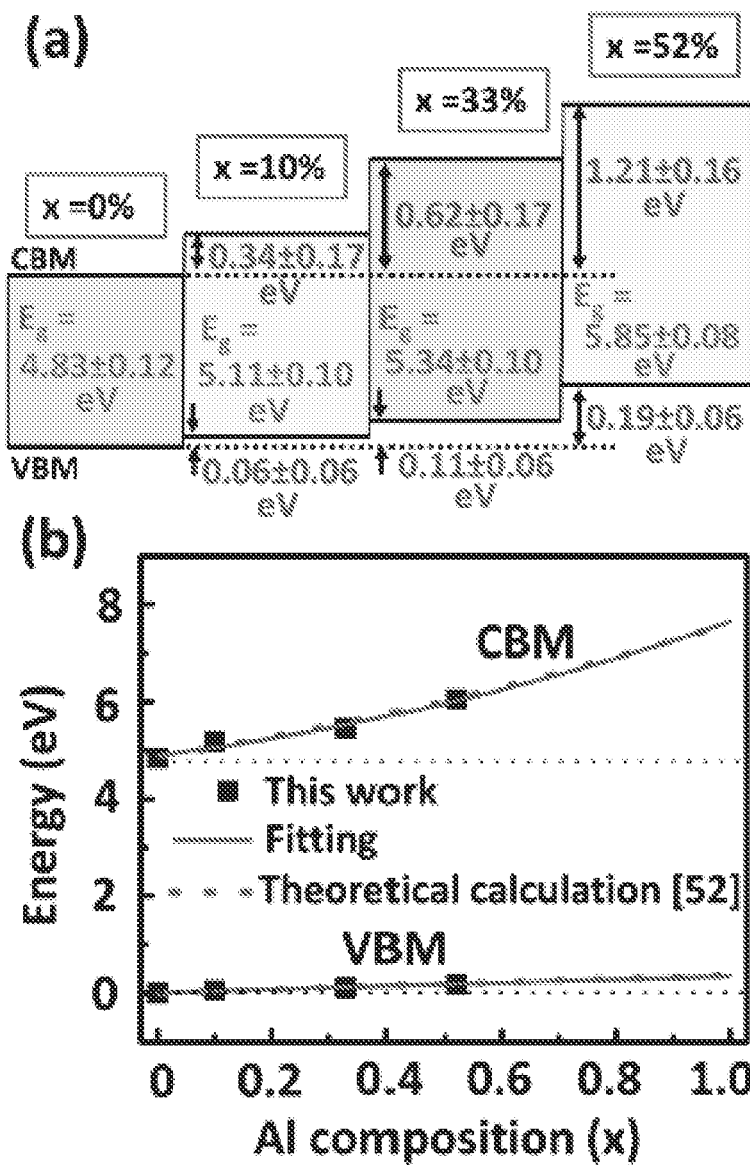 (a)
x =0%
x =10%
x =33%
x =52%
CBM
VBM
0.34±0.17
eV
0.62±0.17
eV
1.21±0.16
eV
Eg =
4.83±0.12
eV
Eg =
5.11±0.10
eV
Eg =
5.34±0.10
eV
Eg =
5.85±0.08
eV
0.06±0.06
eV
0.11±0.06
eV
0.19±0.06
eV
(b)
Energy (eV)
8
6
4
2
0
CBM
This work
Fitting
Theoretical calculation [52]
VBM
0 0.2 0.4 0.6 0.8 1.0
Al composition (x)